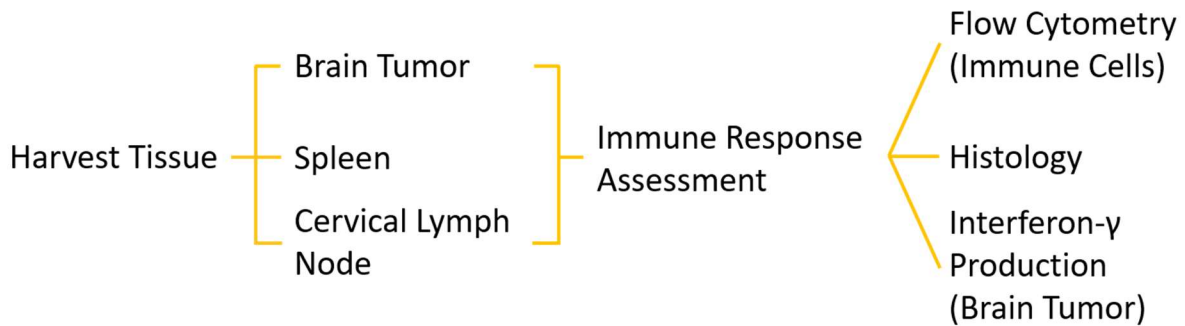 Harvest Tissue
Brain Tumor
Spleen
Cervical Lymph
Node
Immune Response
Assessment
Flow Cytometry
(Immune Cells)
Histology
Interferon-γ
Production
(Brain Tumor)